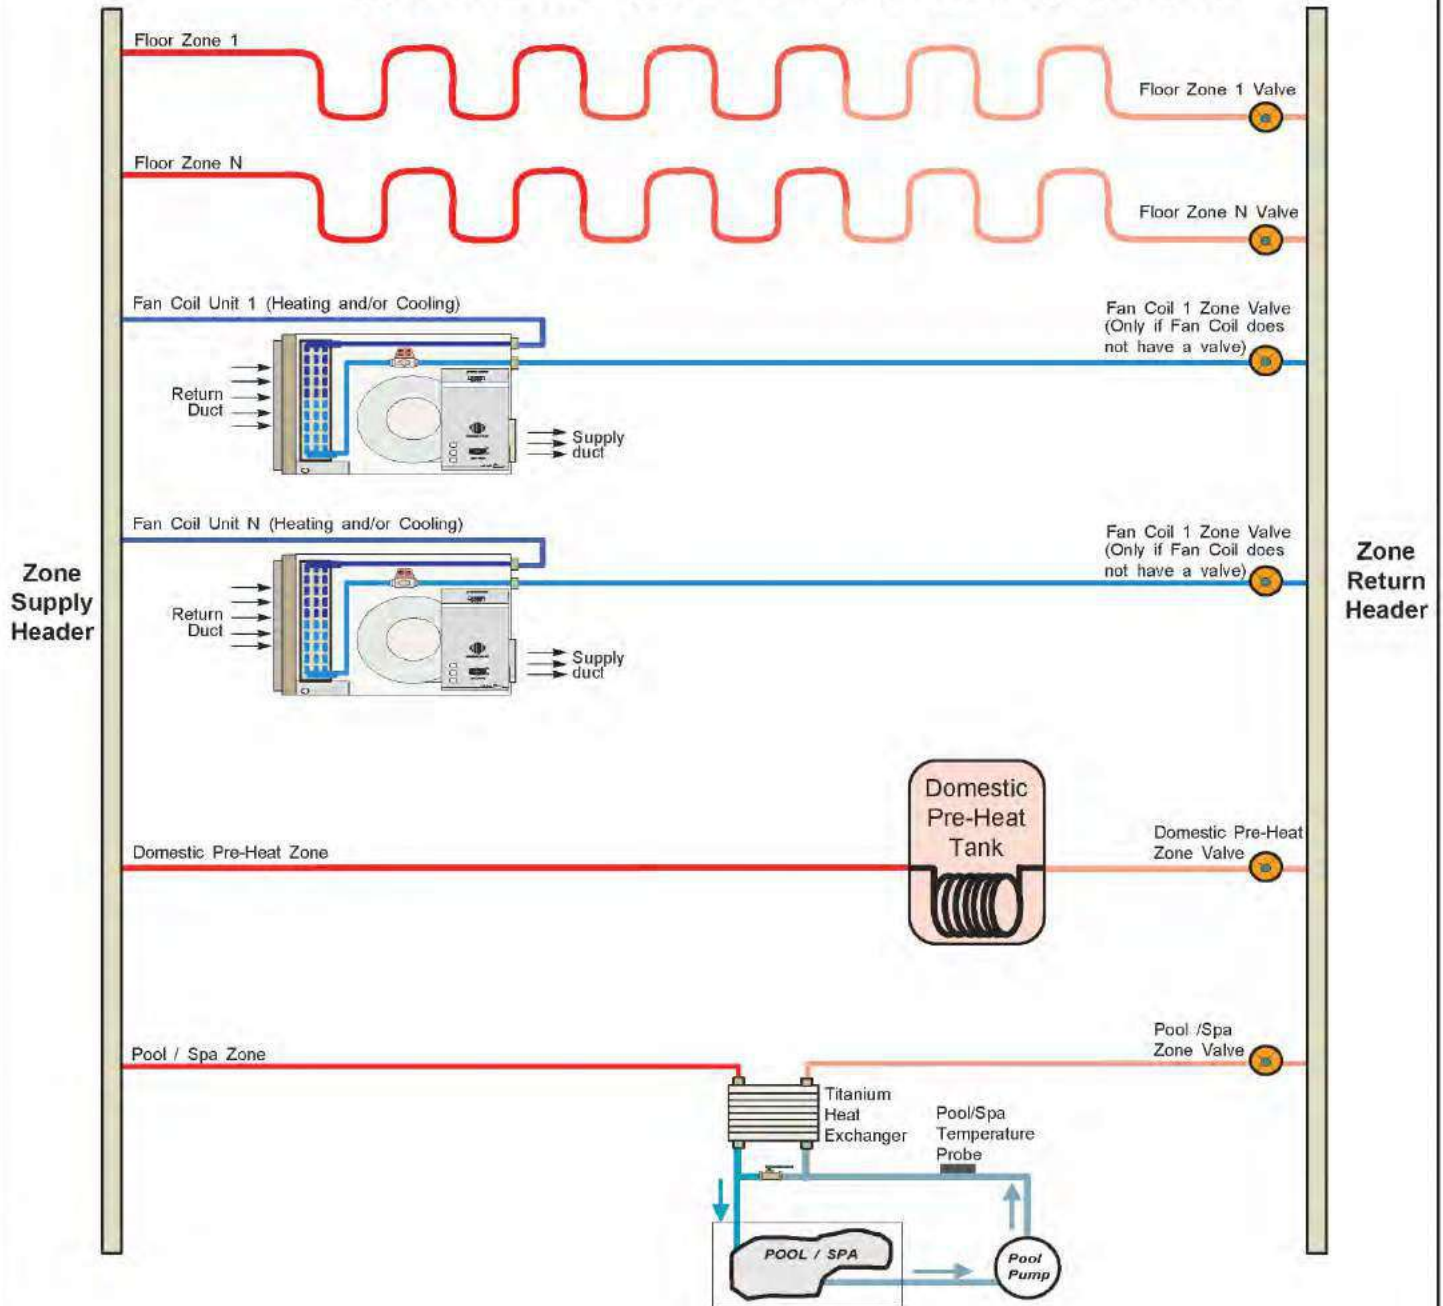 Floor Zone 1
Floor Zone 1 Valve
Floor Zone N
Floor Zone N Valve
Fan Coil Unit 1 (Heating and/or Cooling)
Fan Coil 1 Zone Valve
(Only if Fan Coil does
not have a valve)
Return
Duct
Supply
duct
Fan Coil Unit N (Heating and/or Cooling)
Fan Coil 1 Zone Valve
(Only if Fan Coil does
not have a valve)
Zone
Supply
Header
Zone
Return
Header
Return
Duct
Supply
duct
Domestic
Pre-Heat
Tank
Domestic Pre-Heat
Zone Valve
Domestic Pre-Heat Zone
Pool /Spa
Zone Valve
Pool / Spa Zone
Titanium
Heat
Exchanger
Pool/Spa
Temperature
Probe
POOL / SPA
Pool
Pump